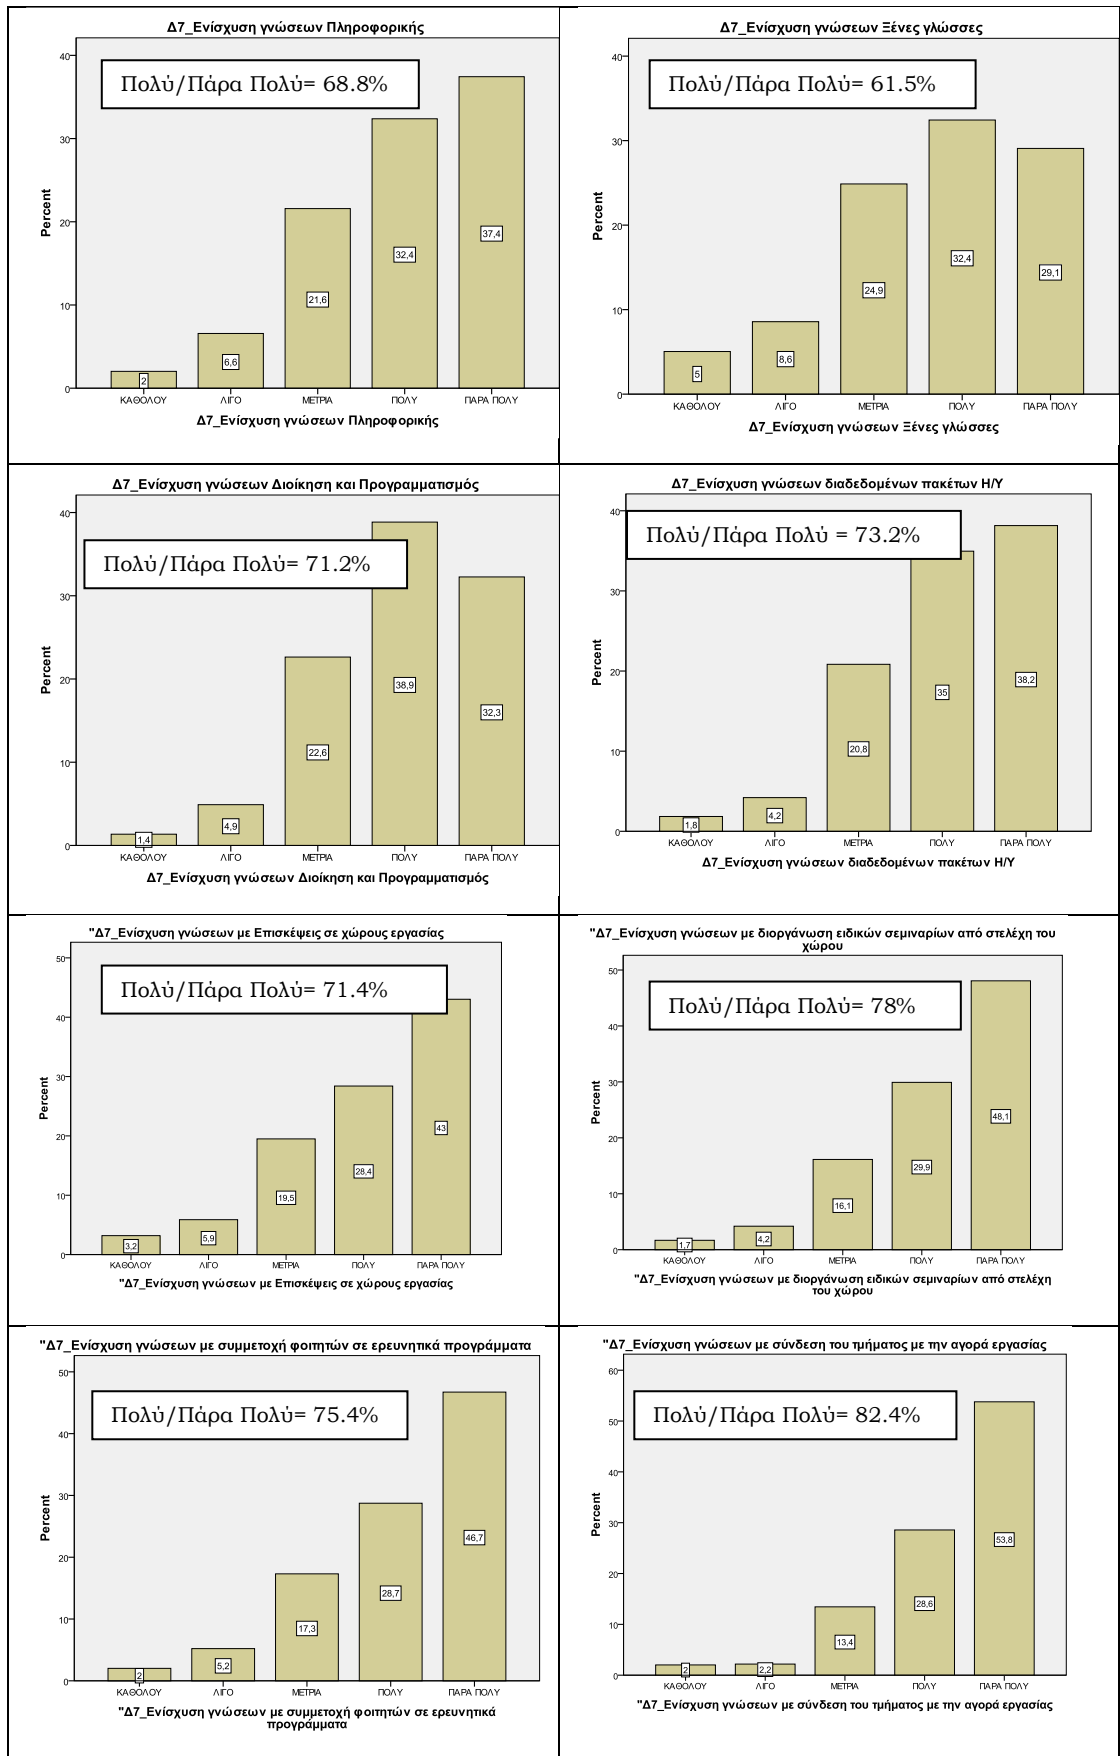 Δ7_Ενίσχυση γνώσεων Πληροφορικής
Πολύ/Πάρα Πολύ= 68.8%
Percent
40
30
20
10
0
2
6,6
21,6
32,4
37,4
ΚΑΘΟΛΟΥ ΛΙΓΟ ΜΕΤΡΙΑ ΠΟΛΥ ΠΑΡΑ ΠΟΛΥ
Δ7_Ενίσχυση γνώσεων Πληροφορικής
Δ7_Ενίσχυση γνώσεων Ξένες γλώσσες
Πολύ/Πάρα Πολύ= 61.5%
Percent
40
30
20
10
0
5
8,6
24,9
32,4
29,1
ΚΑΘΟΛΟΥ ΛΙΓΟ ΜΕΤΡΙΑ ΠΟΛΥ ΠΑΡΑ ΠΟΛΥ
Δ7_Ενίσχυση γνώσεων Ξένες γλώσσες
Δ7_Ενίσχυση γνώσεων Διοίκηση και Προγραμματισμός
Πολύ/Πάρα Πολύ= 71.2%
Percent
40
30
20
10
0
1,4
4,9
22,6
38,9
32,3
ΚΑΘΟΛΟΥ ΛΙΓΟ ΜΕΤΡΙΑ ΠΟΛΥ ΠΑΡΑ ΠΟΛΥ
Δ7_Ενίσχυση γνώσεων Διοίκηση και Προγραμματισμός
Δ7_Ενίσχυση γνώσεων διαδεδομένων πακέτων Η/Υ
Πολύ/Πάρα Πολύ = 73.2%
Percent
40
30
20
10
0
1,8
4,2
20,8
35
38,2
ΚΑΘΟΛΟΥ ΛΙΓΟ ΜΕΤΡΙΑ ΠΟΛΥ ΠΑΡΑ ΠΟΛΥ
Δ7_Ενίσχυση γνώσεων διαδεδομένων πακέτων Η/Υ
"Δ7_Ενίσχυση γνώσεων με Επισκέψεις σε χώρους εργασίας
Πολύ/Πάρα Πολύ= 71.4%
Percent
50
40
30
20
10
0
3,2
5,9
19,5
28,4
43
ΚΑΘΟΛΟΥ ΛΙΓΟ ΜΕΤΡΙΑ ΠΟΛΥ ΠΑΡΑ ΠΟΛΥ
"Δ7_Ενίσχυση γνώσεων με Επισκέψεις σε χώρους εργασίας
"Δ7_Ενίσχυση γνώσεων με διοργάνωση ειδικών σεμιναρίων από στελέχη του
χώρου
Πολύ/Πάρα Πολύ= 78%
Percent
50
40
30
20
10
0
1,7
4,2
16,1
29,9
48,1
ΚΑΘΟΛΟΥ ΛΙΓΟ ΜΕΤΡΙΑ ΠΟΛΥ ΠΑΡΑ ΠΟΛΥ
"Δ7_Ενίσχυση γνώσεων με διοργάνωση ειδικών σεμιναρίων από στελέχη
του χώρου
"Δ7_Ενίσχυση γνώσεων με συμμετοχή φοιτητών σε ερευνητικά προγράμματα
Πολύ/Πάρα Πολύ= 75.4%
Percent
50
40
30
20
10
0
2
5,2
17,3
28,7
46,7
ΚΑΘΟΛΟΥ ΛΙΓΟ ΜΕΤΡΙΑ ΠΟΛΥ ΠΑΡΑ ΠΟΛΥ
"Δ7_Ενίσχυση γνώσεων με συμμετοχή φοιτητών σε ερευνητικά
προγράμματα
"Δ7_Ενίσχυση γνώσεων με σύνδεση του τμήματος με την αγορά εργασίας
Πολύ/Πάρα Πολύ= 82.4%
Percent
60
50
40
30
20
10
0
2
2,2
13,4
28,6
53,8
ΚΑΘΟΛΟΥ ΛΙΓΟ ΜΕΤΡΙΑ ΠΟΛΥ ΠΑΡΑ ΠΟΛΥ
"Δ7_Ενίσχυση γνώσεων με σύνδεση του τμήματος με την αγορά εργασίας